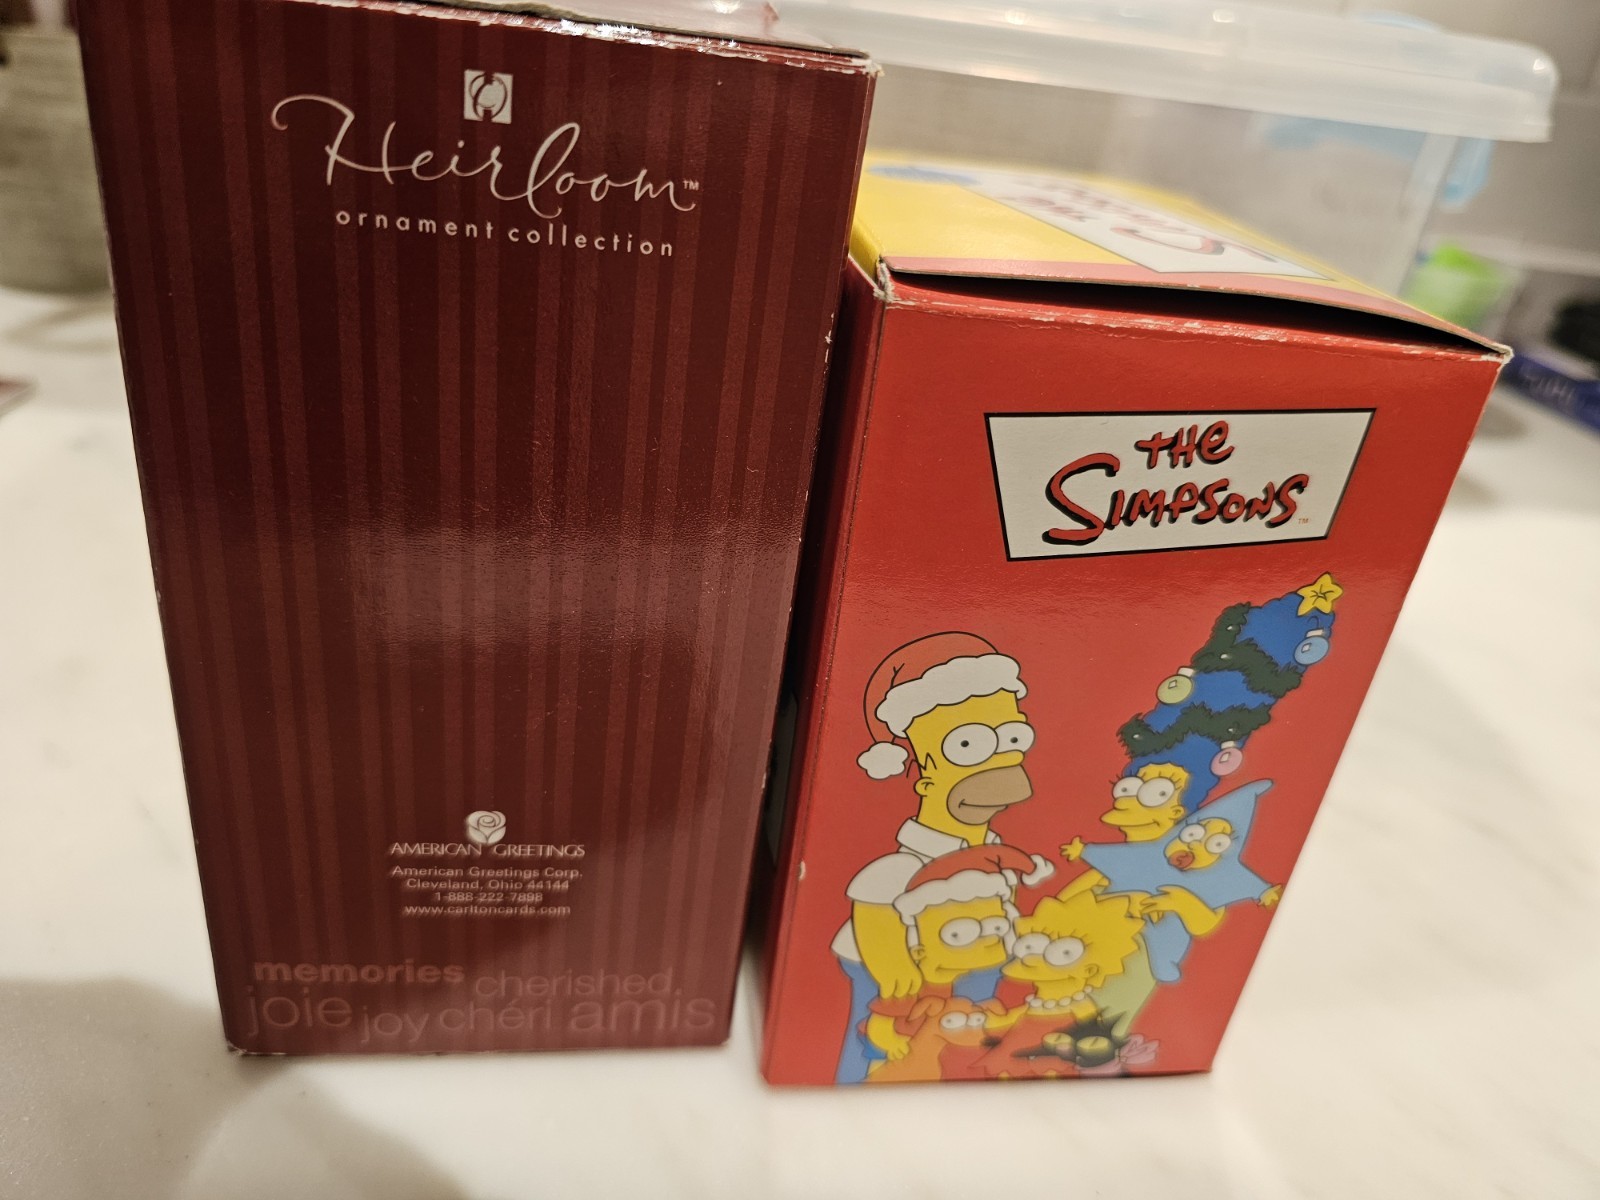 Heirloom™
ornament collection
AMERICAN GREETINGS
American Greetings Corp.
Cleveland, Ohio 44144
1-888-222-7898
www.carltoncards.com
memories cherished.
joie joy chéri amis
THE
SIMPSONS™